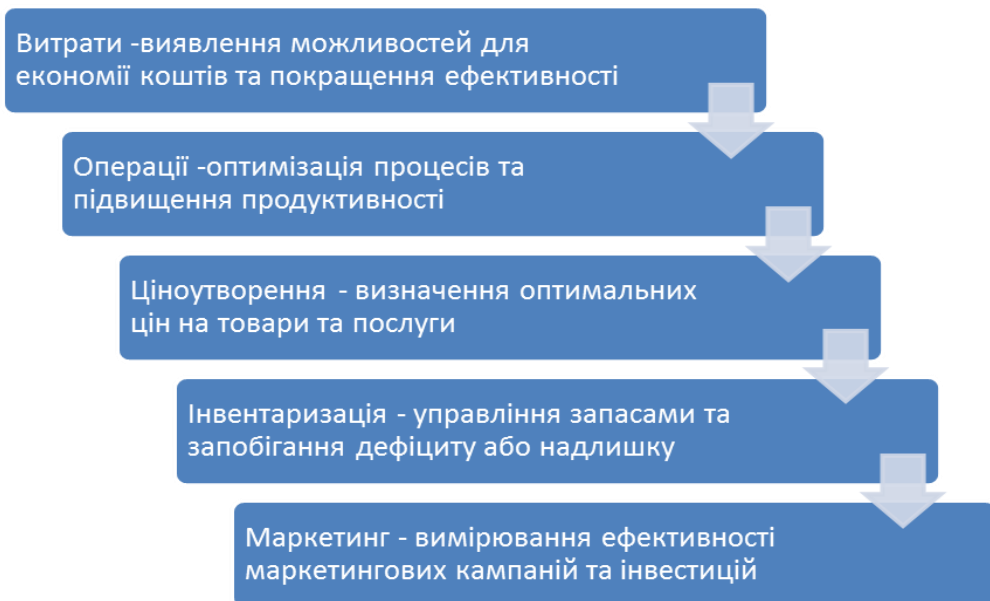 Витрати -виявлення можливостей для
економії коштів та покращення ефективності
Операції -оптимізація процесів та
підвищення продуктивності
Ціноутворення - визначення оптимальних
цін на товари та послуги
Інвентаризація - управління запасами та
запобігання дефіциту або надлишку
Маркетинг - вимірювання ефективності
маркетингових кампаній та інвестицій